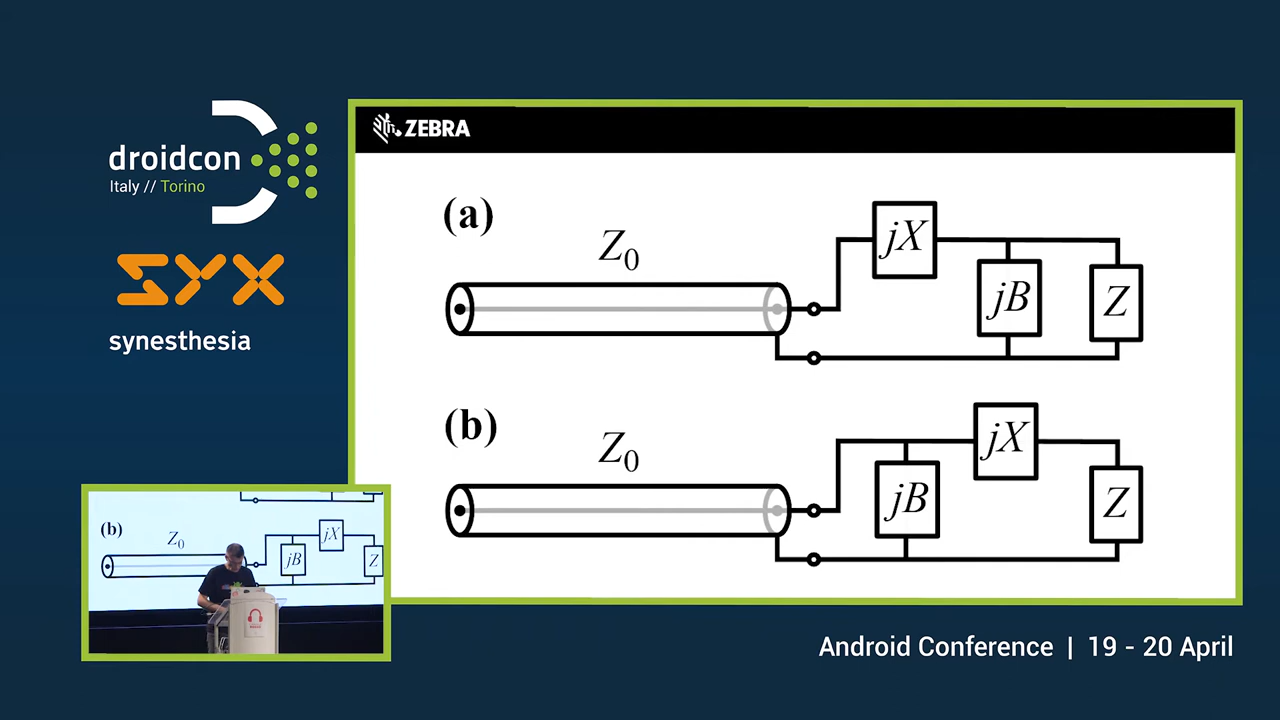 droidcon
Italy // Torino
SYX
synesthesia
ZEBRA
(a)
Z0
jX
jB
Z
(b)
Z0
jX
jB
Z
(b)
Z0
jX
jB
Z
Android Conference | 19 - 20 April